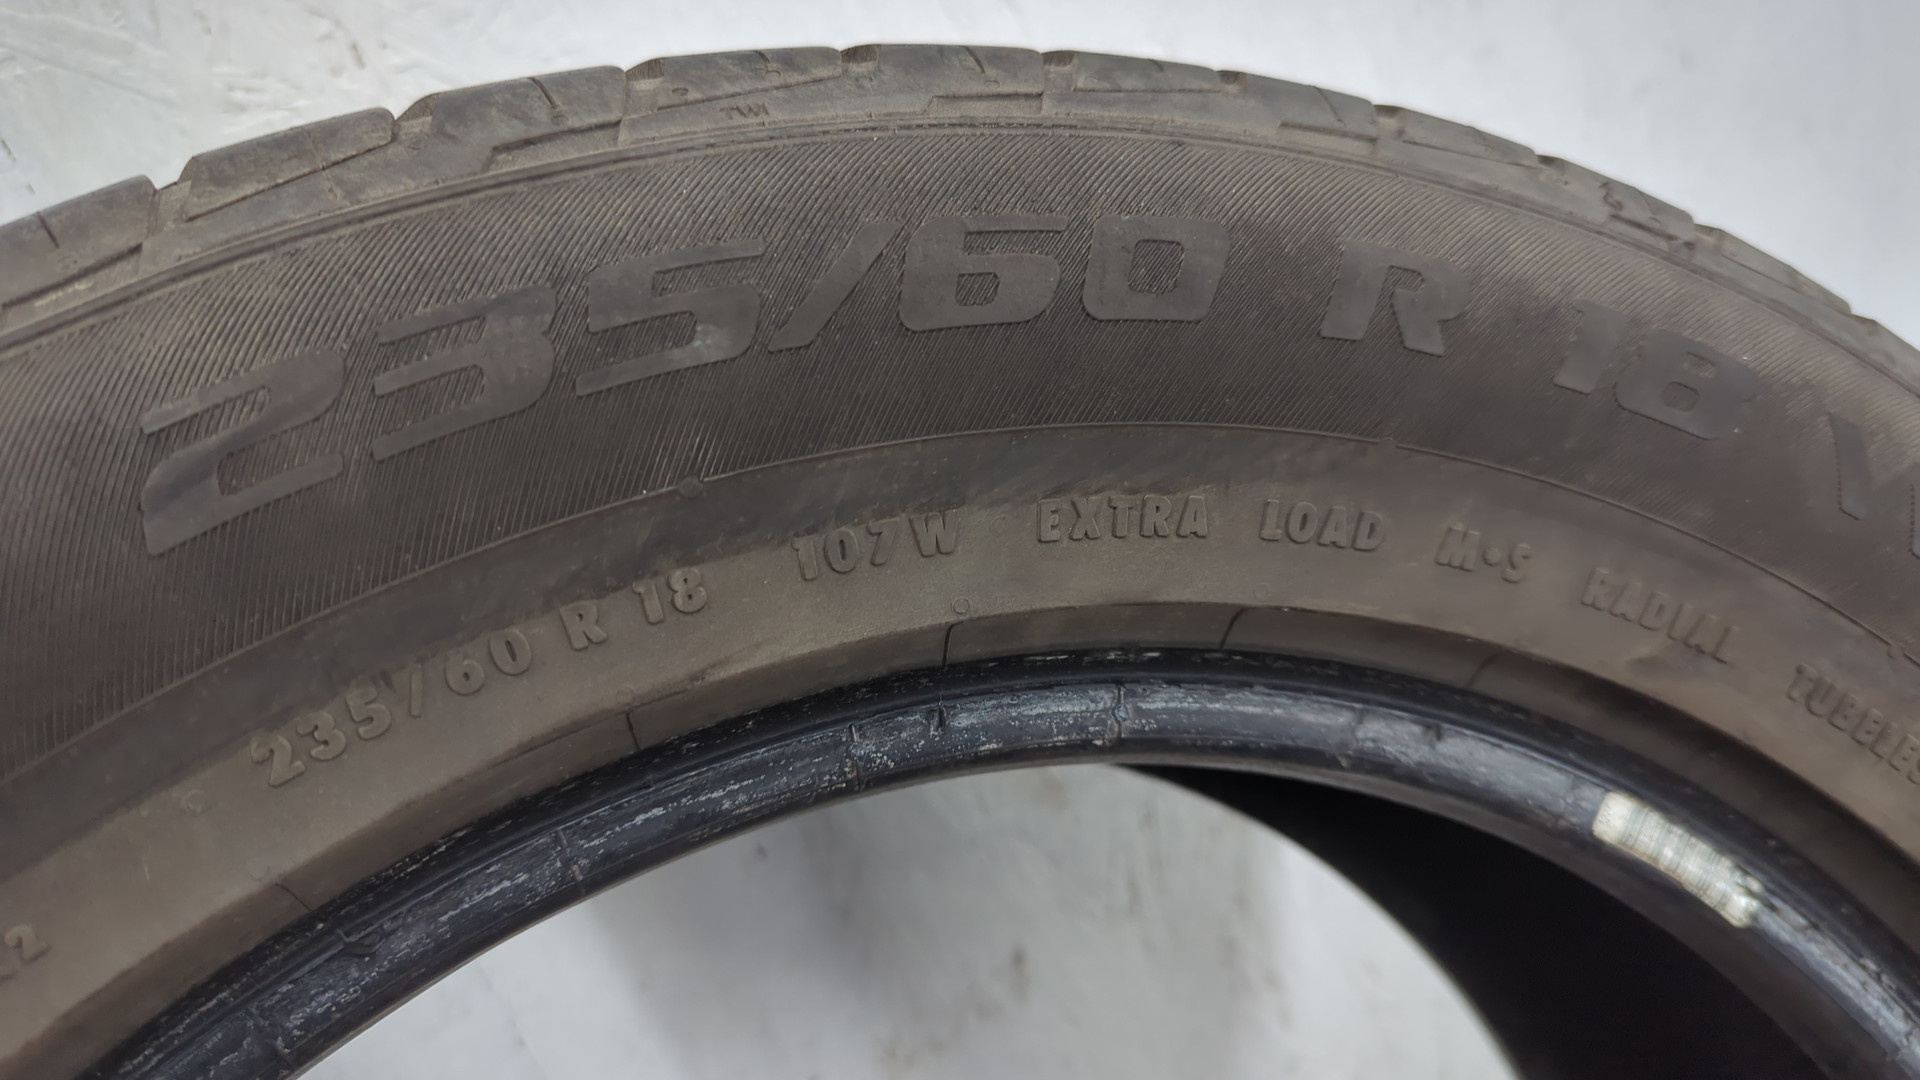 TWI
235/60 R 18
235/60 R 18 107W EXTRA LOAD M·S RADIAL